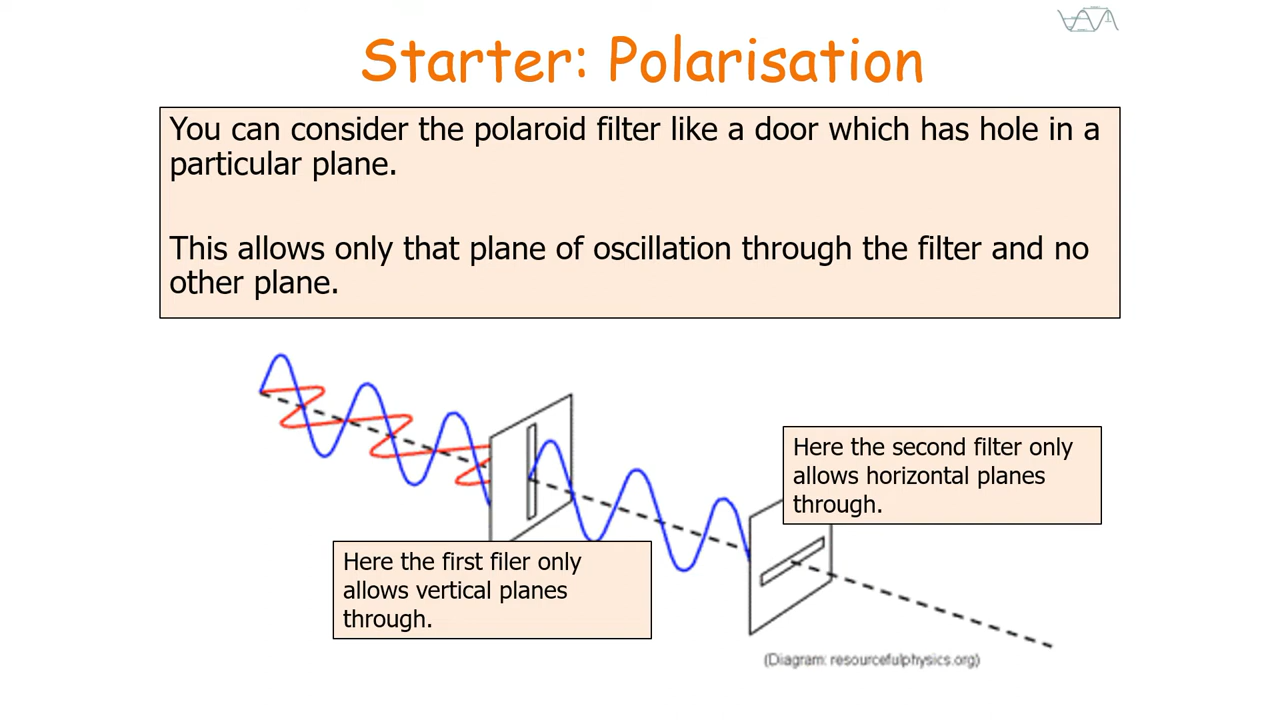 Starter: Polarisation
You can consider the polaroid filter like a door which has hole in a
particular plane.
This allows only that plane of oscillation through the filter and no
other plane.
Here the second filter only
allows horizontal planes
through.
Here the first filer only
allows vertical planes
through.
(Diagram: resourcefulphysics.org)